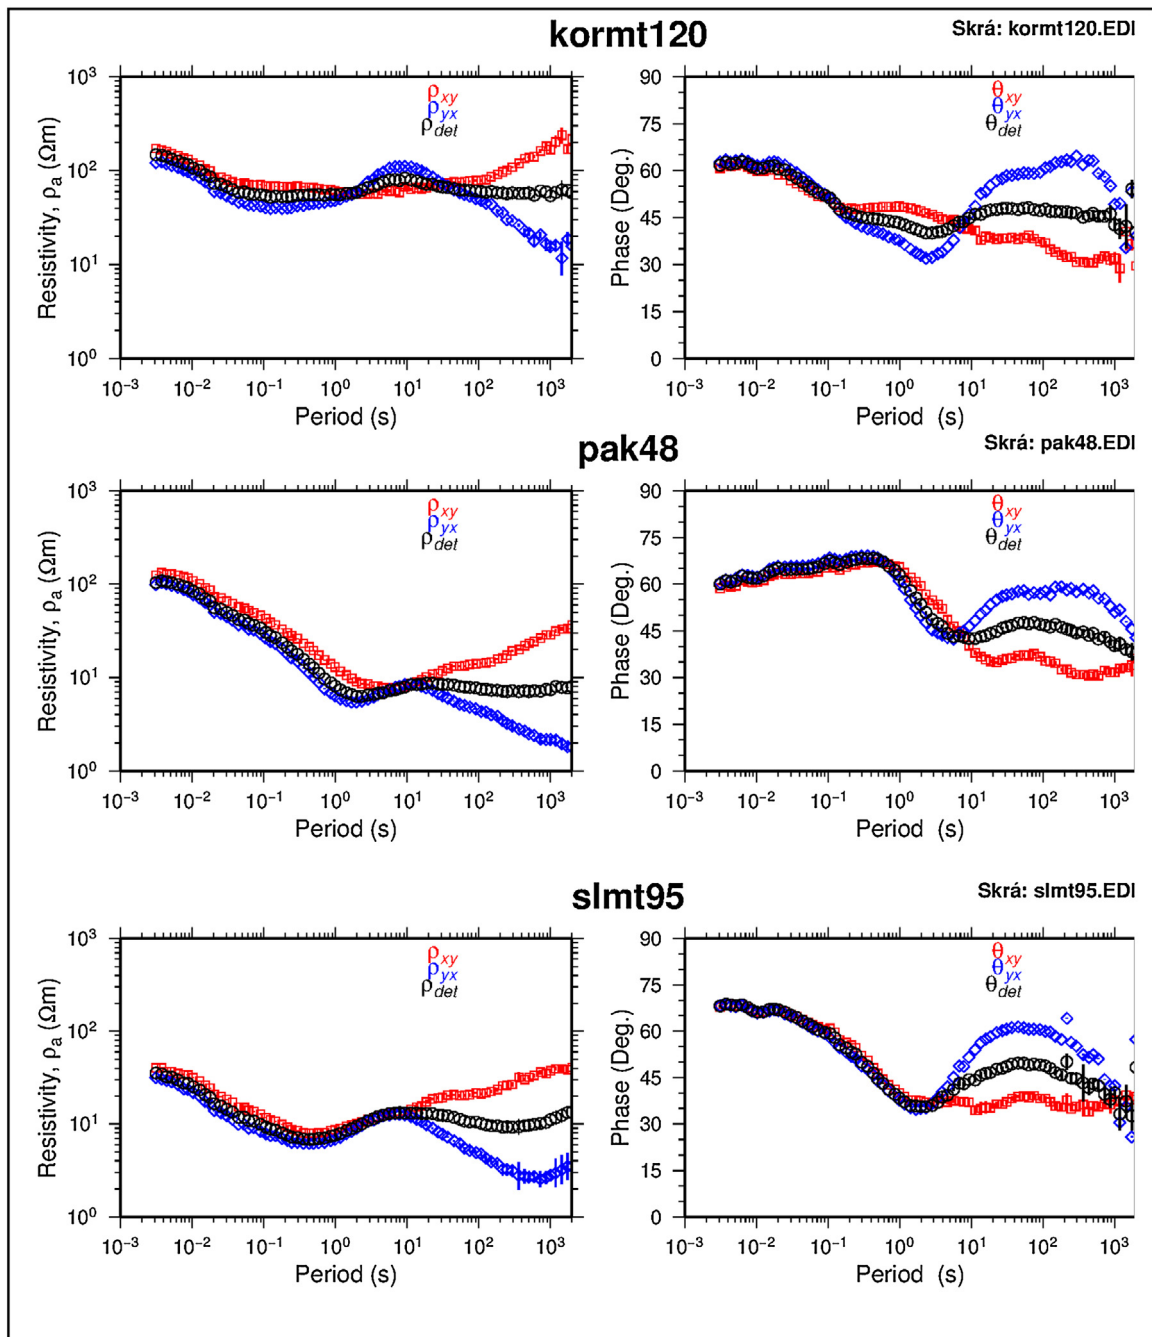 kormt120
Skrá: kormt120.EDI
10³
10²
10¹
10⁰
Resistivity, ρₐ (Ωm)
ρxy
ρyx
ρdet
10⁻³ 10⁻² 10⁻¹ 10⁰ 10¹ 10² 10³
Period (s)
90
75
60
45
30
15
0
Phase (Deg.)
θxy
θyx
θdet
10⁻³ 10⁻² 10⁻¹ 10⁰ 10¹ 10² 10³
Period (s)
pak48
Skrá: pak48.EDI
10³
10²
10¹
10⁰
Resistivity, ρₐ (Ωm)
ρxy
ρyx
ρdet
10⁻³ 10⁻² 10⁻¹ 10⁰ 10¹ 10² 10³
Period (s)
90
75
60
45
30
15
0
Phase (Deg.)
θxy
θyx
θdet
10⁻³ 10⁻² 10⁻¹ 10⁰ 10¹ 10² 10³
Period (s)
slmt95
Skrá: slmt95.EDI
10³
10²
10¹
10⁰
Resistivity, ρₐ (Ωm)
ρxy
ρyx
ρdet
10⁻³ 10⁻² 10⁻¹ 10⁰ 10¹ 10² 10³
Period (s)
90
75
60
45
30
15
0
Phase (Deg.)
θxy
θyx
θdet
10⁻³ 10⁻² 10⁻¹ 10⁰ 10¹ 10² 10³
Period (s)